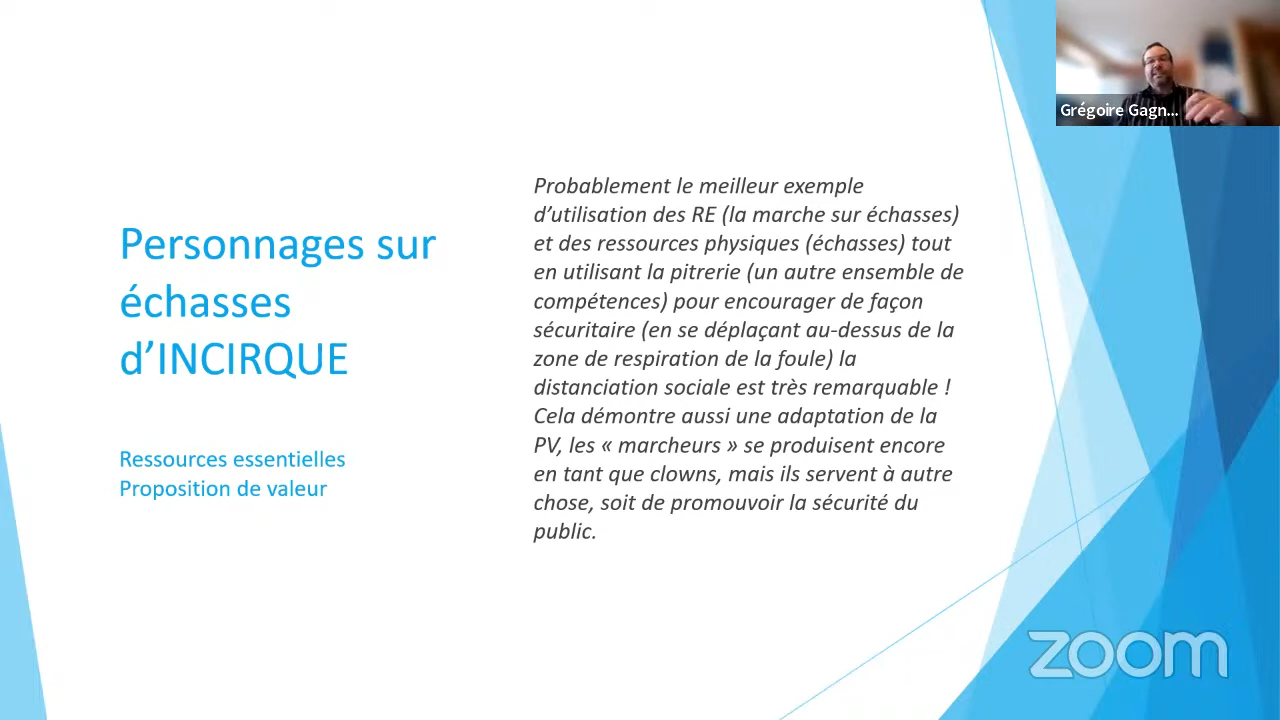 Grégoire Gagn...
Personnages sur
échasses
d’INCIRQUE
Ressources essentielles
Proposition de valeur
Probablement le meilleur exemple
d’utilisation des RE (la marche sur échasses)
et des ressources physiques (échasses) tout
en utilisant la pitrerie (un autre ensemble de
compétences) pour encourager de façon
sécuritaire (en se déplaçant au-dessus de la
zone de respiration de la foule) la
distanciation sociale est très remarquable !
Cela démontre aussi une adaptation de la
PV, les « marcheurs » se produisent encore
en tant que clowns, mais ils servent à autre
chose, soit de promouvoir la sécurité du
public.
zoom